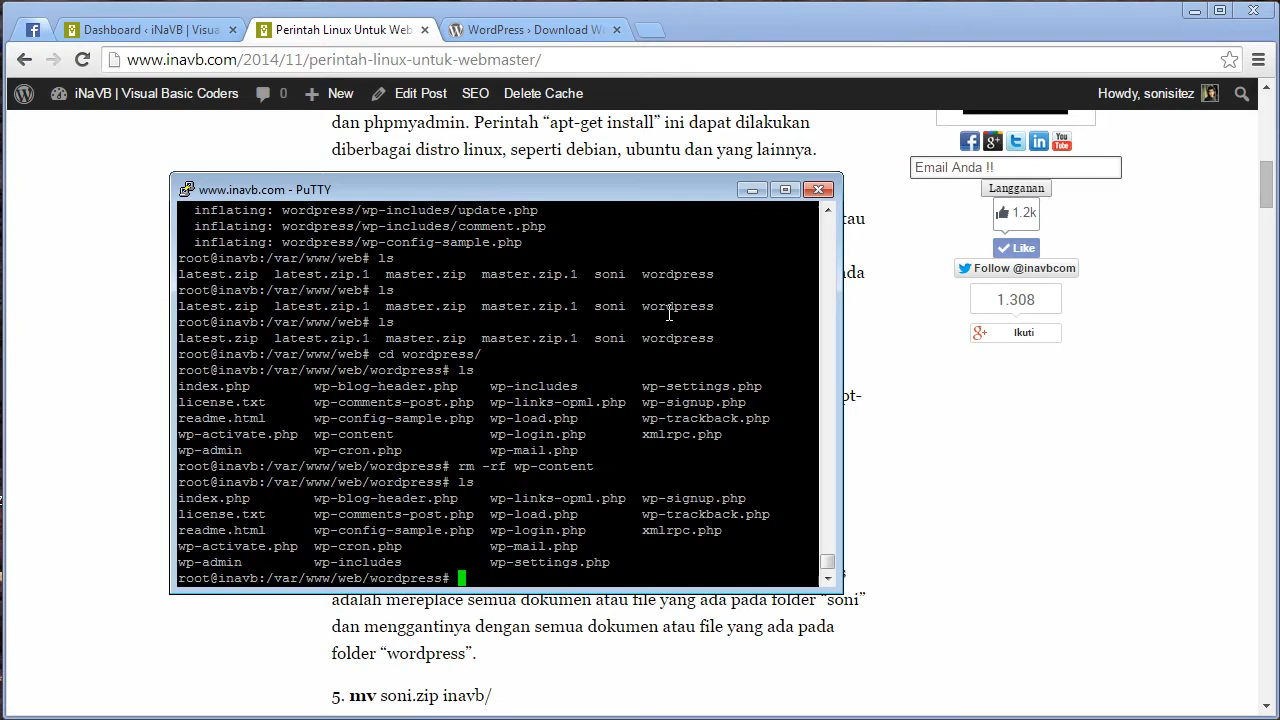 Dashboard ‹ iNaVB | Visua
Perintah Linux Untuk Web
WordPress › Download Wo
www.inavb.com/2014/11/perintah-linux-untuk-webmaster/
iNaVB | Visual Basic Coders
0
New
Edit Post
SEO
Delete Cache
Howdy, sonisitez
dan phpmyadmin. Perintah “apt-get install” ini dapat dilakukan
berbagai distro linux, seperti debian, ubuntu dan yang lainnya.
You
Tube
Email Anda !!
Langganan
1.2k
Like
Follow @inavbcom
1.308
Ikuti
www.inavb.com - PuTTY
inflating: wordpress/wp-includes/update.php
inflating: wordpress/wp-includes/comment.php
inflating: wordpress/wp-config-sample.php
root@inavb:/var/www/web# ls
latest.zip latest.zip.1 master.zip master.zip.1 soni wordpress
root@inavb:/var/www/web# ls
latest.zip latest.zip.1 master.zip master.zip.1 soni wordpress
root@inavb:/var/www/web# ls
latest.zip latest.zip.1 master.zip master.zip.1 soni wordpress
root@inavb:/var/www/web# cd wordpress/
root@inavb:/var/www/web/wordpress# ls
index.php wp-blog-header.php wp-includes wp-settings.php
license.txt wp-comments-post.php wp-links-opml.php wp-signup.php
readme.html wp-config-sample.php wp-load.php wp-trackback.php
wp-activate.php wp-content wp-login.php xmlrpc.php
wp-admin wp-cron.php wp-mail.php
root@inavb:/var/www/web/wordpress# rm -rf wp-content
root@inavb:/var/www/web/wordpress# ls
index.php wp-blog-header.php wp-links-opml.php wp-signup.php
license.txt wp-comments-post.php wp-load.php wp-trackback.php
readme.html wp-config-sample.php wp-login.php xmlrpc.php
wp-activate.php wp-cron.php wp-mail.php
wp-admin wp-includes wp-settings.php
root@inavb:/var/www/web/wordpress#
adalah mereplace semua dokumen atau file yang ada pada folder “soni”
dan menggantinya dengan semua dokumen atau file yang ada pada
folder “wordpress”.
5. mv soni.zip inavb/